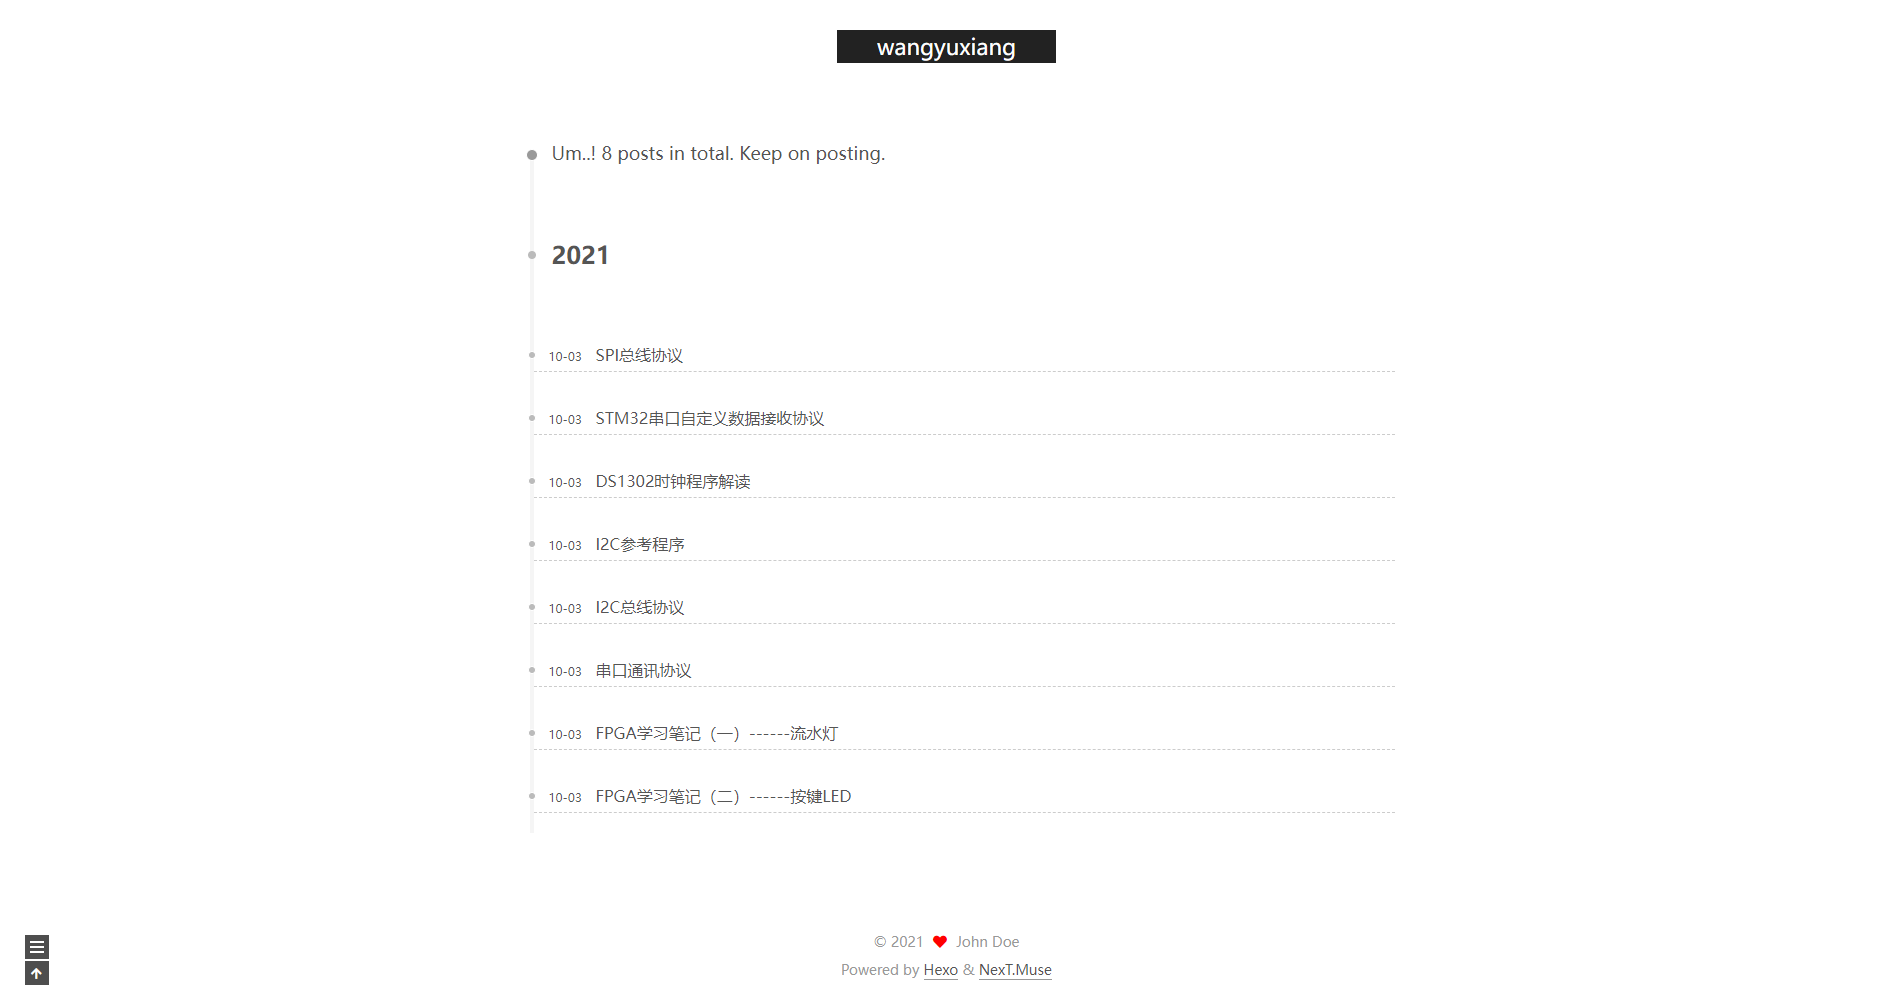 wangyuxiang
Um..! 8 posts in total. Keep on posting.
2021
10-03 SPI总线协议
10-03 STM32串口自定义数据接收协议
10-03 DS1302时钟程序解读
10-03 I2C参考程序
10-03 I2C总线协议
10-03 串口通讯协议
10-03 FPGA学习笔记（一）------流水灯
10-03 FPGA学习笔记（二）------按键LED
© 2021 John Doe
Powered by Hexo & NexT.Muse